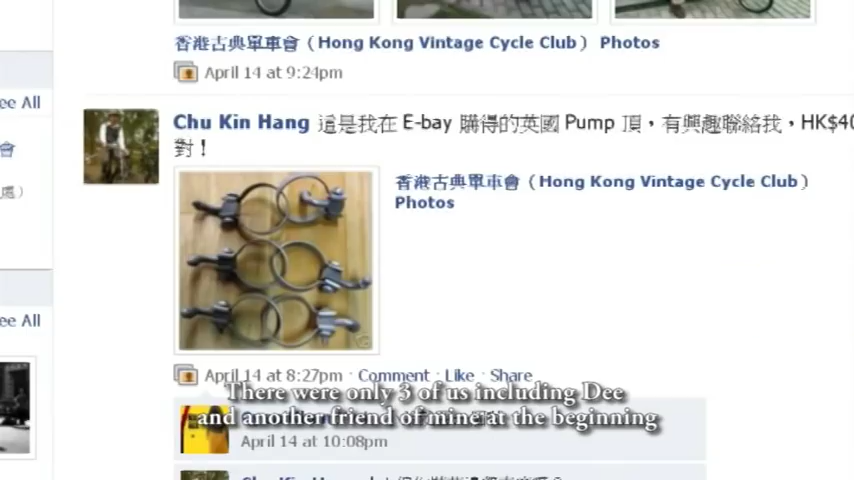 香港古典單車會（Hong Kong Vintage Cycle Club） Photos
April 14 at 9:24pm
ee All
會
Chu Kin Hang 這是我在 E-bay 購得的英國 Pump 頂，有興趣聯絡我，HK$40
對！
處）
香港古典單車會（Hong Kong Vintage Cycle Club）
Photos
ee All
April 14 at 8:27pm · Comment · Like · Share
There were only 3 of us including Dee
and another friend of mine at the beginning
April 14 at 10:08pm